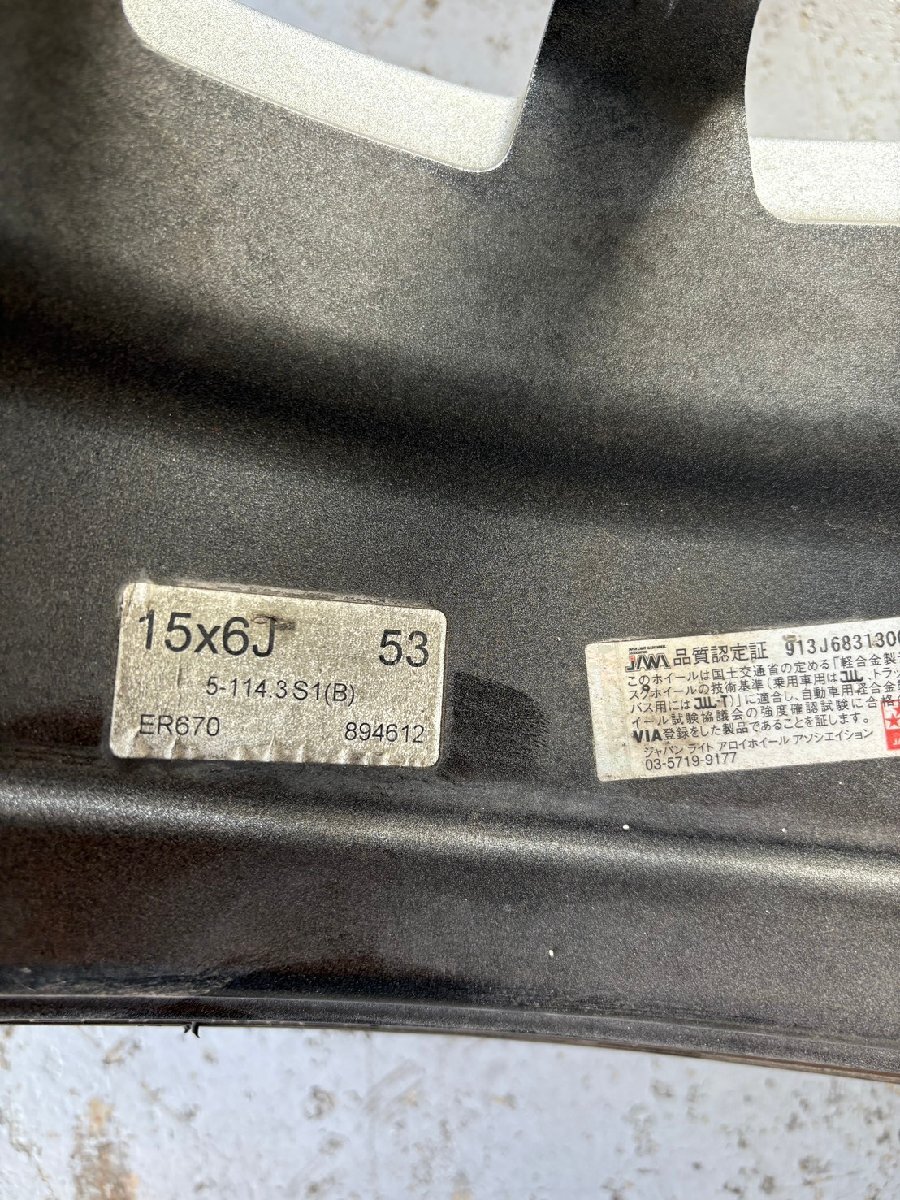 15x6J 53
5-114.3 S1(B)
ER670 894612
JAWA 品質認定証 913J6831300
このホイールは国土交通省の定める「軽合金製
スクホイールの技術基準（乗用車用はJWL、トラッ
バス用にはJWL-T）」に適合し、自動車用軽合金
イール試験協議会の強度確認試験に合格
VIA登録をした製品であることを証します。
ジャパン ライト アロイホイール アソシエイション
03-5719-9177